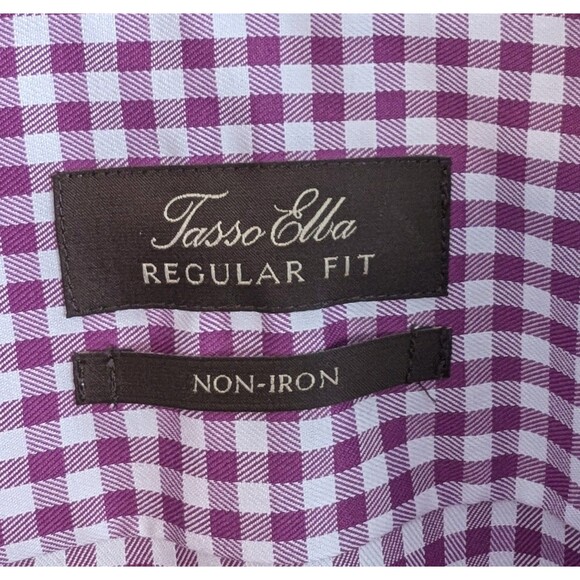 Tasso Elba
REGULAR FIT
NON-IRON